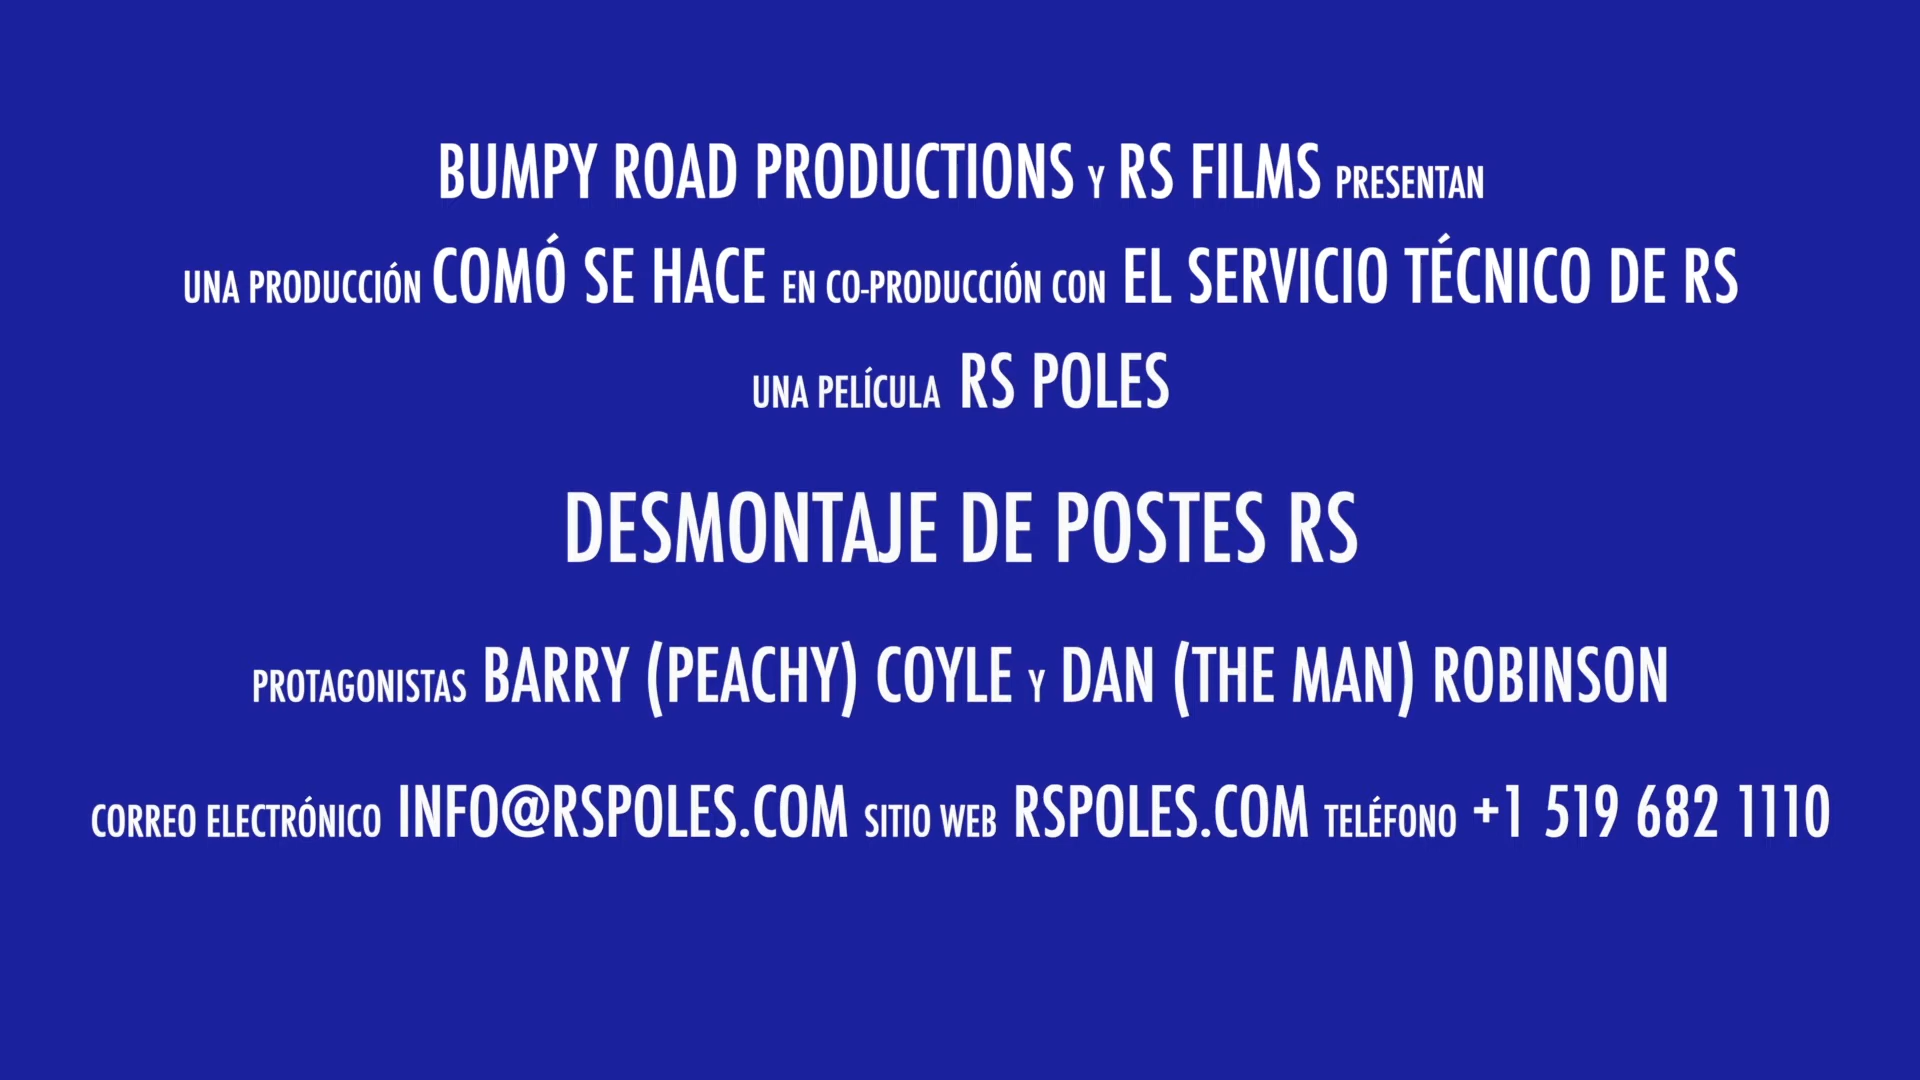 BUMPY ROAD PRODUCTIONS Y RS FILMS PRESENTAN
UNA PRODUCCIÓN COMÓ SE HACE EN CO-PRODUCCIÓN CON EL SERVICIO TÉCNICO DE RS
UNA PELÍCULA RS POLES
DESMONTAJE DE POSTES RS
PROTAGONISTAS BARRY (PEACHY) COYLE Y DAN (THE MAN) ROBINSON
CORREO ELECTRÓNICO INFO@RSPOLES.COM SITIO WEB RSPOLES.COM TELÉFONO +1 519 682 1110